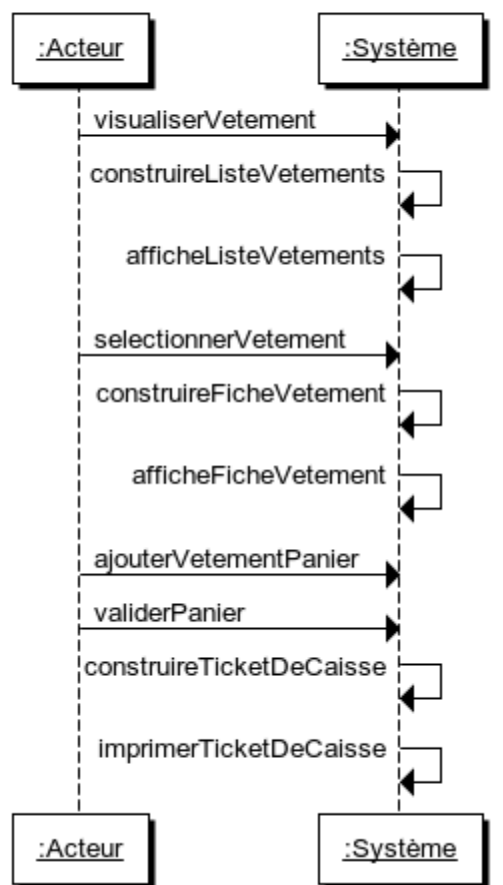 :Acteur
:Système
visualiserVetement
construireListeVetements
afficheListeVetements
selectionnerVetement
construireFicheVetement
afficheFicheVetement
ajouterVetementPanier
validerPanier
construireTicketDeCaisse
imprimerTicketDeCaisse
:Acteur
:Système